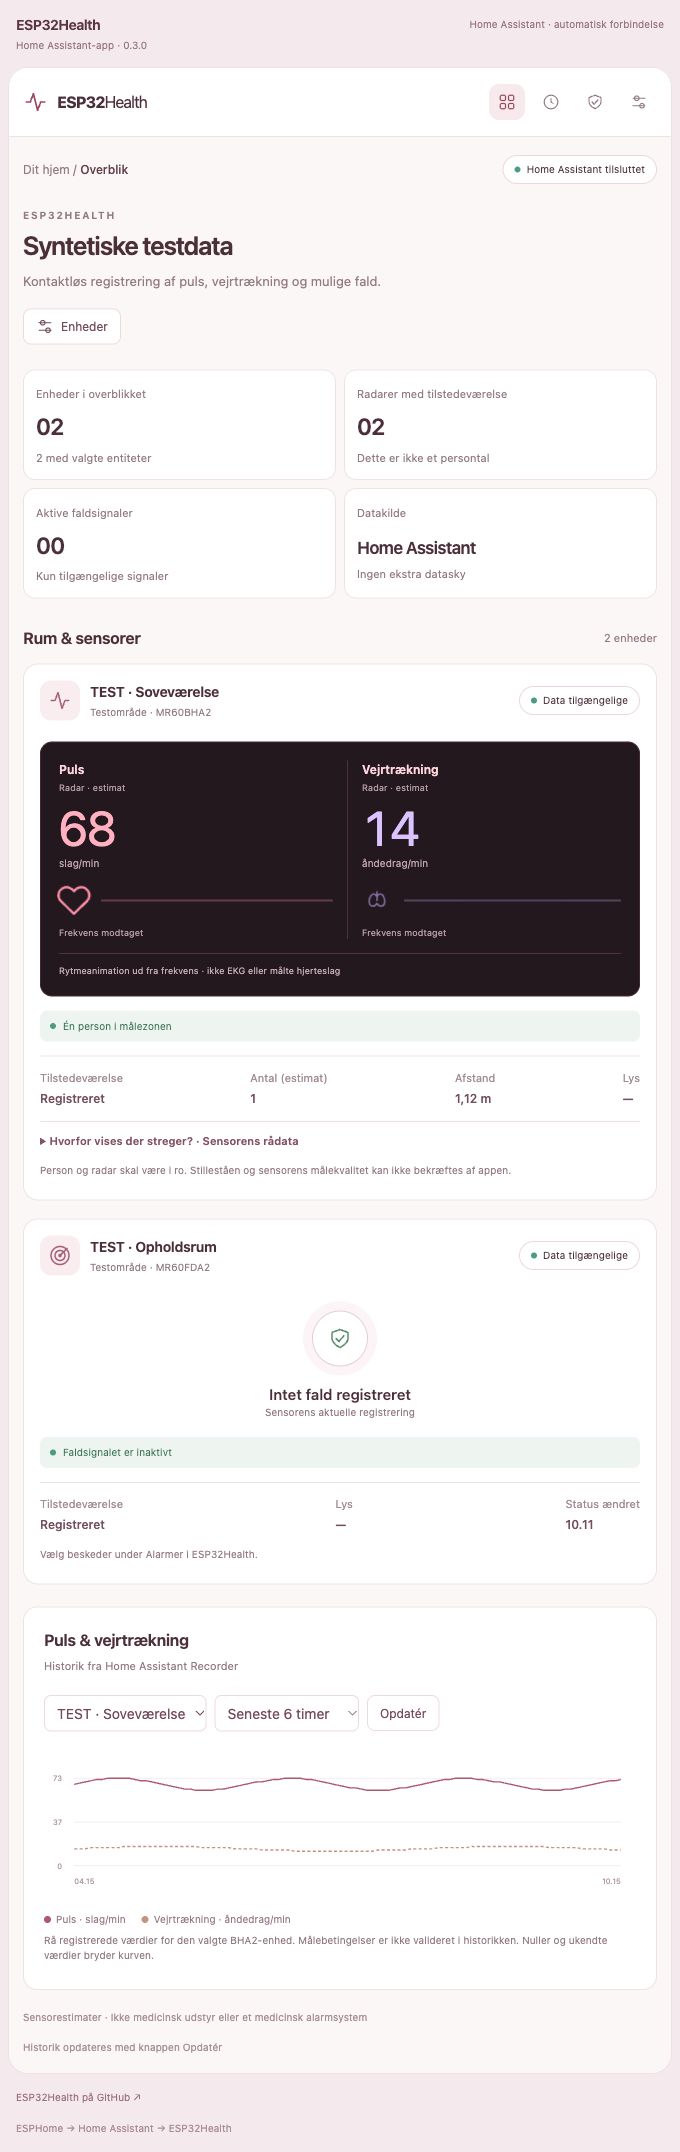 ESP32Health
Home Assistant · automatisk forbindelse
Home Assistant-app · 0.3.0
ESP32Health
Dit hjem / Overblik
Home Assistant tilsluttet
ESP32HEALTH
Syntetiske testdata
Kontaktløs registrering af puls, vejrtrækning og mulige fald.
Enheder
Enheder i overblikket
02
2 med valgte entiteter
Radarer med tilstedeværelse
02
Dette er ikke et persontal
Aktive faldsignaler
00
Kun tilgængelige signaler
Datakilde
Home Assistant
Ingen ekstra datasky
Rum & sensorer
2 enheder
TEST · Soveværelse
Testområde · MR60BHA2
Data tilgængelige
Puls
Radar · estimat
68
slag/min
Frekvens modtaget
Vejrtrækning
Radar · estimat
14
åndedrag/min
Frekvens modtaget
Rytmeanimation ud fra frekvens · ikke EKG eller målte hjerteslag
Én person i målezonen
Tilstedeværelse
Registreret
Antal (estimat)
1
Afstand
1,12 m
Lys
—
Hvorfor vises der streger? · Sensorens rådata
Person og radar skal være i ro. Stilleståen og sensorens målekvalitet kan ikke bekræftes af appen.
TEST · Opholdsrum
Testområde · MR60FDA2
Data tilgængelige
Intet fald registreret
Sensorens aktuelle registrering
Faldsignalet er inaktivt
Tilstedeværelse
Registreret
Lys
—
Status ændret
10.11
Vælg beskeder under Alarmer i ESP32Health.
Puls & vejrtrækning
Historik fra Home Assistant Recorder
TEST · Soveværelse
Seneste 6 timer
Opdatér
73
37
0
04.15
10.15
Puls · slag/min
Vejrtrækning · åndedrag/min
Rå registrerede værdier for den valgte BHA2-enhed. Målebetingelser er ikke valideret i historikken. Nuller og ukendte
værdier bryder kurven.
Sensorestimater · ikke medicinsk udstyr eller et medicinsk alarmsystem
Historik opdateres med knappen Opdatér
ESP32Health på GitHub ↗
ESPHome → Home Assistant → ESP32Health